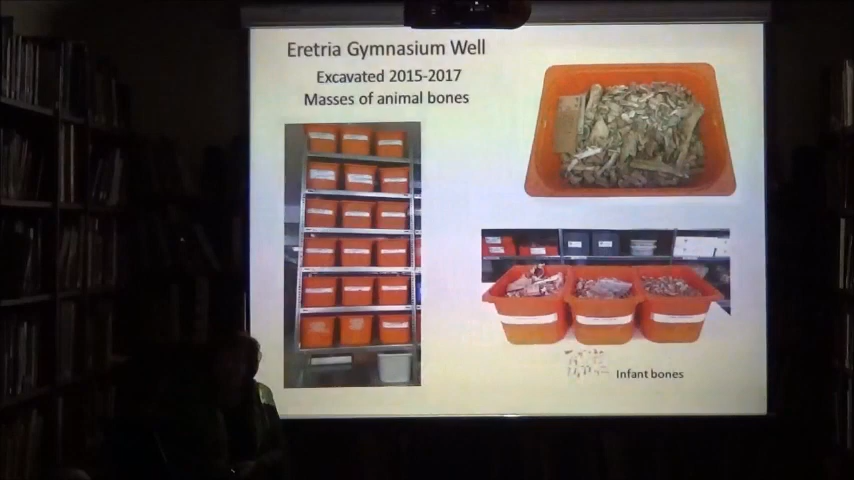 Eretria Gymnasium Well
Excavated 2015-2017
Masses of animal bones
Infant bones